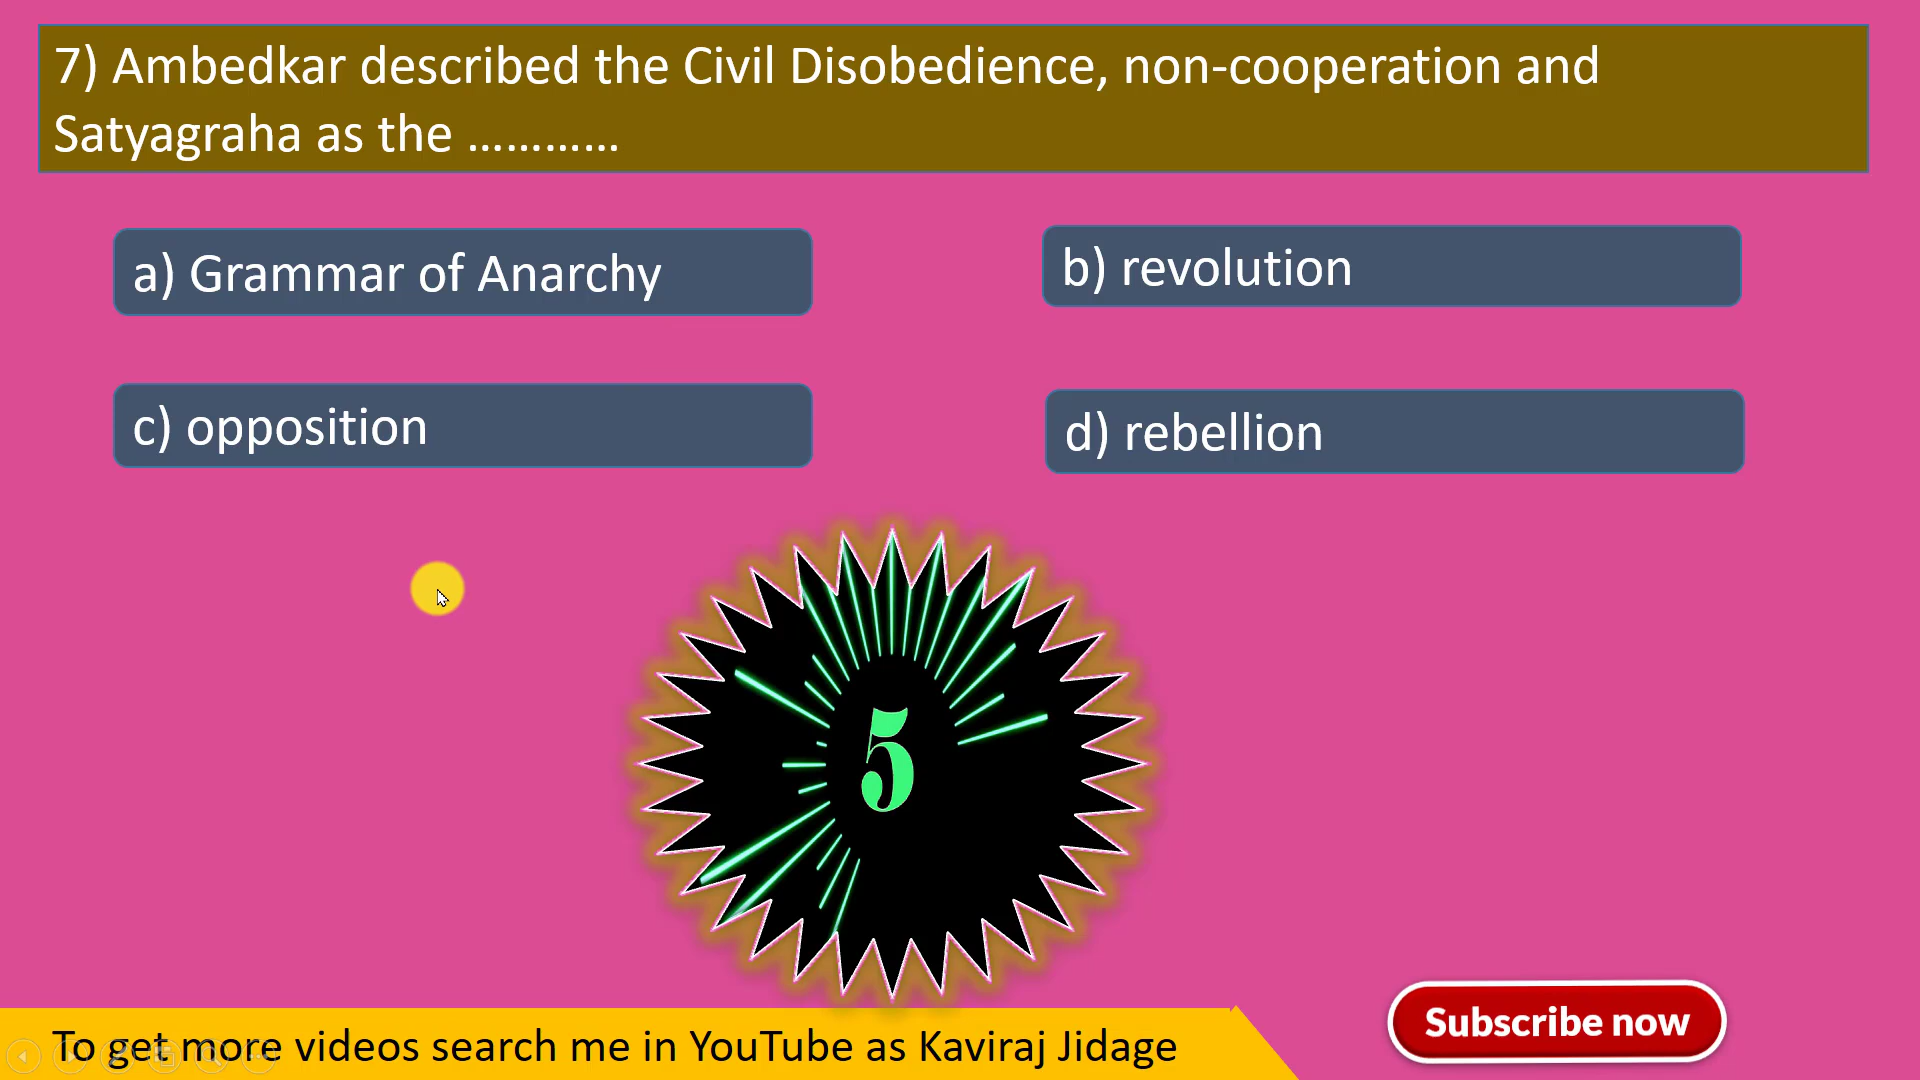 7) Ambedkar described the Civil Disobedience, non-cooperation and
Satyagraha as the ............
a) Grammar of Anarchy
b) revolution
c) opposition
d) rebellion
5
To get more videos search me in YouTube as Kaviraj Jidage
Subscribe now